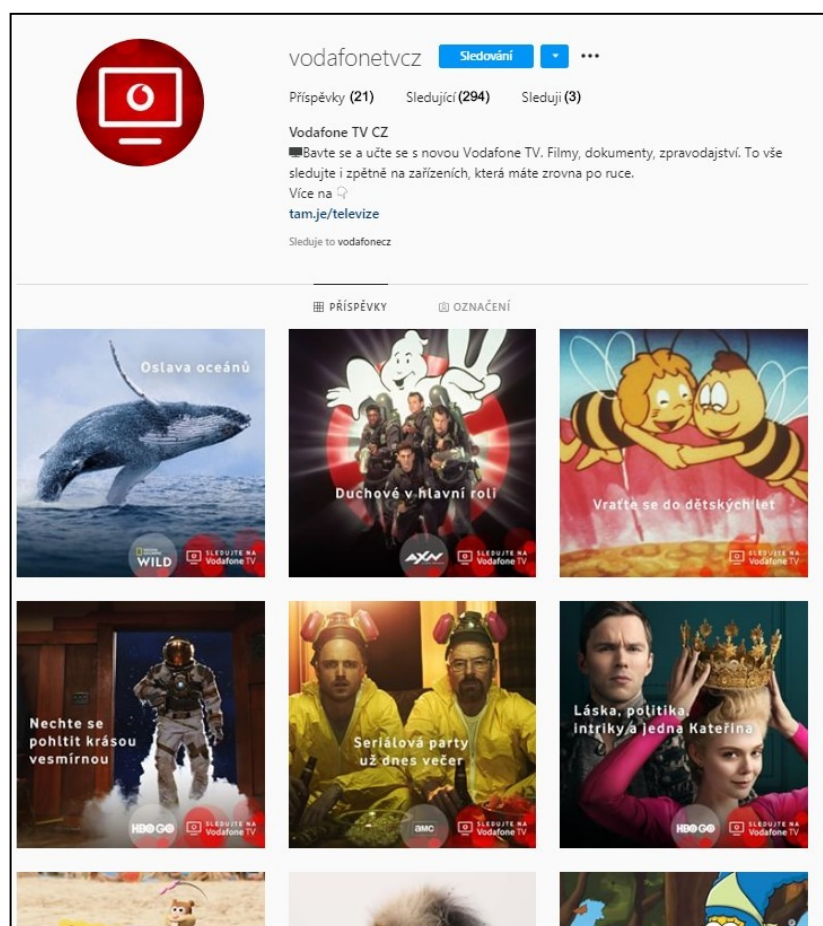 vodafonetvcz Sledování
Příspěvky (21) Sledující (294) Sleduji (3)
Vodafone TV CZ
Bavte se a učte se s novou Vodafone TV. Filmy, dokumenty, zpravodajství. To vše
sledujte i zpětně na zařízeních, která máte zrovna po ruce.
Více na
tam.je/televize
Sleduje to vodafonecz
PŘÍSPĚVKY OZNAČENÍ
Oslava oceánů
NATIONAL GEOGRAPHIC
WILD
SLEDUJTE NA
Vodafone TV
Duchové v hlavní roli
AXN
SLEDUJTE NA
Vodafone TV
Vraťte se do dětských let
SLEDUJTE NA
Vodafone TV
Nechte se
pohltit krásou
vesmírnou
HBO GO
SLEDUJTE NA
Vodafone TV
Seriálová party
už dnes večer
aMC
SLEDUJTE NA
Vodafone TV
Láska, politika,
intriky a jedna Kateřina
HBO GO
SLEDUJTE NA
Vodafone TV